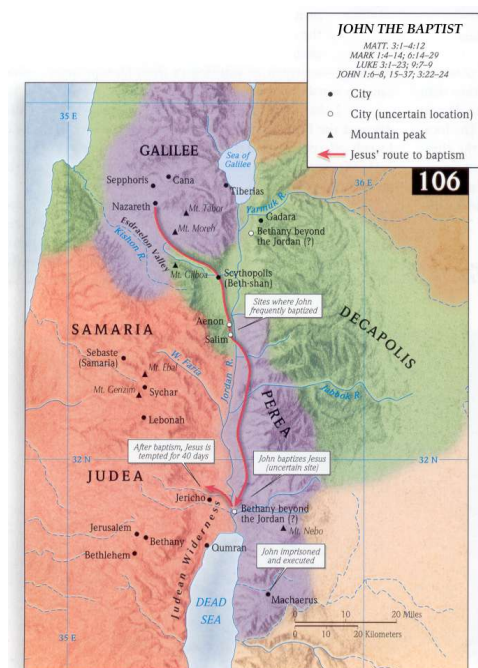 JOHN THE BAPTIST
MATT. 3:1–4:12
MARK 1:4–14; 6:14–29
LUKE 3:1–23; 9:7–9
JOHN 1:6–8, 15–37; 3:22–24
City
City (uncertain location)
Mountain peak
Jesus' route to baptism
106
35 E
36 E
GALILEE
Sea of
Galilee
Sepphoris
Cana
Tiberias
Nazareth
Mt. Tabor
Yarmuk R.
Gadara
Mt. Moreh
Bethany beyond
the Jordan (?)
Esdraelon Valley
Kishon R.
Mt. Gilboa
Scythopolis
(Beth-shan)
Sites where John
frequently baptized
Aenon
Salim
DECAPOLIS
SAMARIA
Sebaste
(Samaria)
Mt. Ebal
W. Faria
Jordan R.
Mt. Gerizim
Sychar
Jabbok R.
PEREA
Lebonah
After baptism, Jesus is
tempted for 40 days
32 N
32 N
John baptizes Jesus
(uncertain site)
JUDEA
Jericho
Bethany beyond
the Jordan (?)
Jerusalem
Bethany
Mt. Nebo
Bethlehem
Qumran
Judean Wilderness
John imprisoned
and executed
DEAD
SEA
Machaerus
0 10 20 Miles
0 10 20 Kilometers
35 E